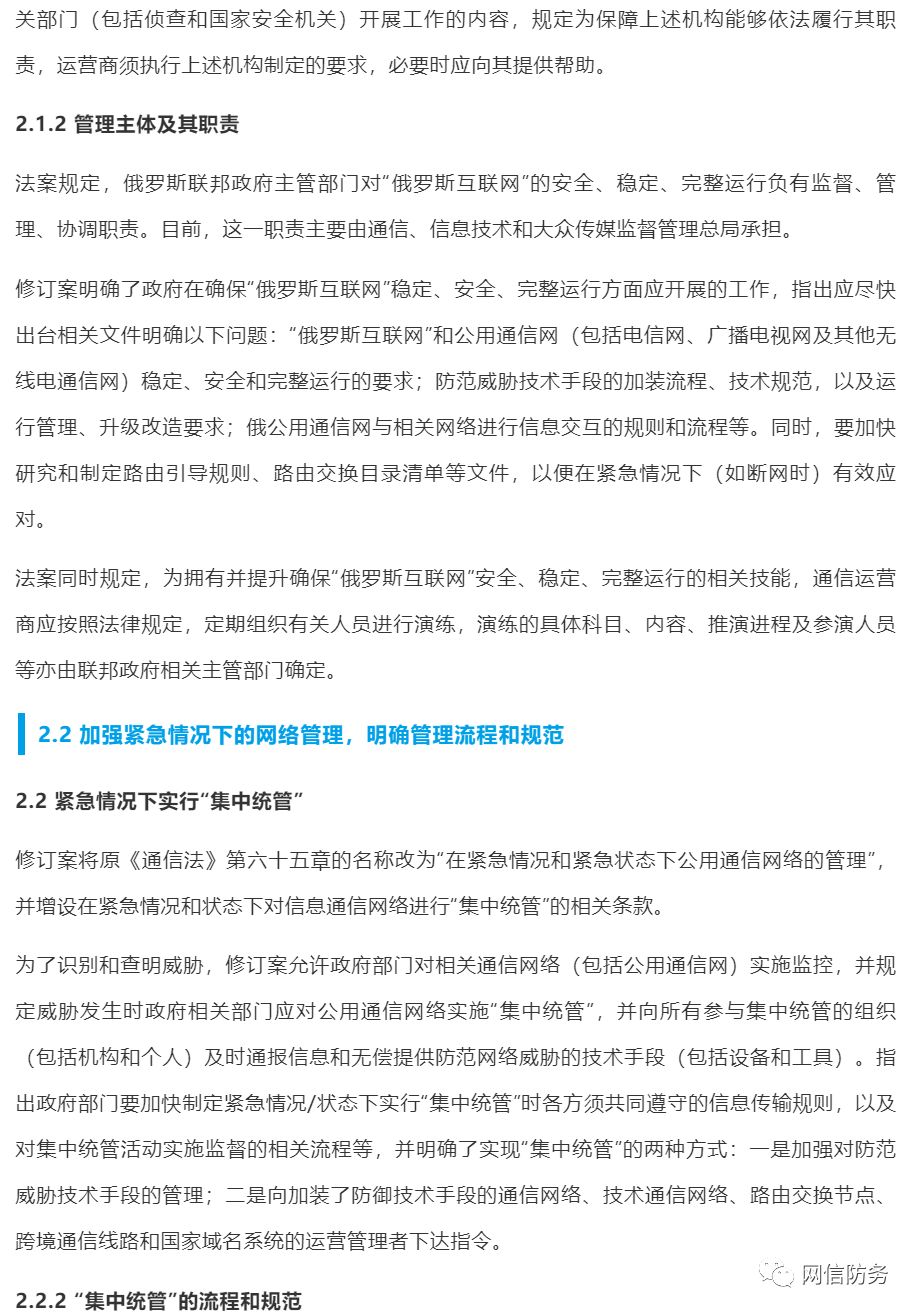 关部门（包括侦查和国家安全机关）开展工作的内容，规定为保障上述机构能够依法履行其职
责，运营商须执行上述机构制定的要求，必要时应向其提供帮助。
2.1.2 管理主体及其职责
法案规定，俄罗斯联邦政府主管部门对“俄罗斯互联网”的安全、稳定、完整运行负有监督、管
理、协调职责。目前，这一职责主要由通信、信息技术和大众传媒监督管理总局承担。
修订案明确了政府在确保“俄罗斯互联网”稳定、安全、完整运行方面应开展的工作，指出应尽快
出台相关文件明确以下问题：“俄罗斯互联网”和公用通信网（包括电信网、广播电视网及其他无
线电通信网）稳定、安全和完整运行的要求；防范威胁技术手段的加装流程、技术规范，以及运
行管理、升级改造要求；俄公用通信网与相关网络进行信息交互的规则和流程等。同时，要加快
研究和制定路由引导规则、路由交换目录清单等文件，以便在紧急情况下（如断网时）有效应
对。
法案同时规定，为拥有并提升确保“俄罗斯互联网”安全、稳定、完整运行的相关技能，通信运营
商应按照法律规定，定期组织有关人员进行演练，演练的具体科目、内容、推演进程及参演人员
等亦由联邦政府相关主管部门确定。
2.2 加强紧急情况下的网络管理，明确管理流程和规范
2.2 紧急情况下实行“集中统管”
修订案将原《通信法》第六十五章的名称改为“在紧急情况和紧急状态下公用通信网络的管理”，
并增设在紧急情况和状态下对信息通信网络进行“集中统管”的相关条款。
为了识别和查明威胁，修订案允许政府部门对相关通信网络（包括公用通信网）实施监控，并规
定威胁发生时政府相关部门应对公用通信网络实施“集中统管”，并向所有参与集中统管的组织
（包括机构和个人）及时通报信息和无偿提供防范网络威胁的技术手段（包括设备和工具）。指
出政府部门要加快制定紧急情况/状态下实行“集中统管”时各方须共同遵守的信息传输规则，以及
对集中统管活动实施监督的相关流程等，并明确了实现“集中统管”的两种方式：一是加强对防范
威胁技术手段的管理；二是向加装了防御技术手段的通信网络、技术通信网络、路由交换节点、
跨境通信线路和国家域名系统的运营管理者下达指令。
网信防务
2.2.2 “集中统管”的流程和规范